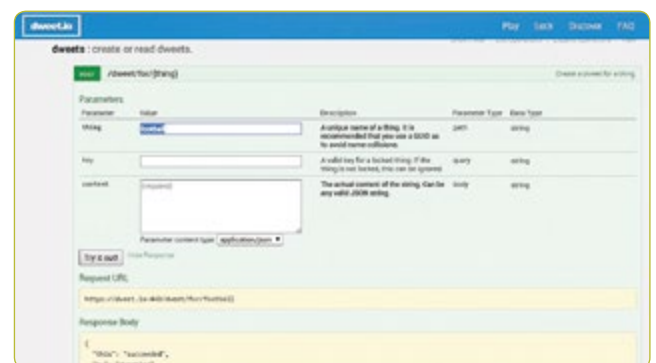 dweet.io
Play Lock Discover FAQ
dweets : create or read dweets.
POST /dweet/for/{thing} Create a dweet for a thing
Parameters
Parameter Value Description Parameter Type Data Type
thing A unique name of a thing. It is path string
recommended that you use a GUID as
to avoid name collisions.
key A valid key for a locked thing. If the query string
thing is not locked, this can be ignored
content (required) The actual content of the string. Can be body string
any valid JSON string.
Parameter content type: application/json
Try it out! Hide Response
Request URL
Response Body
{
"this": "succeeded",